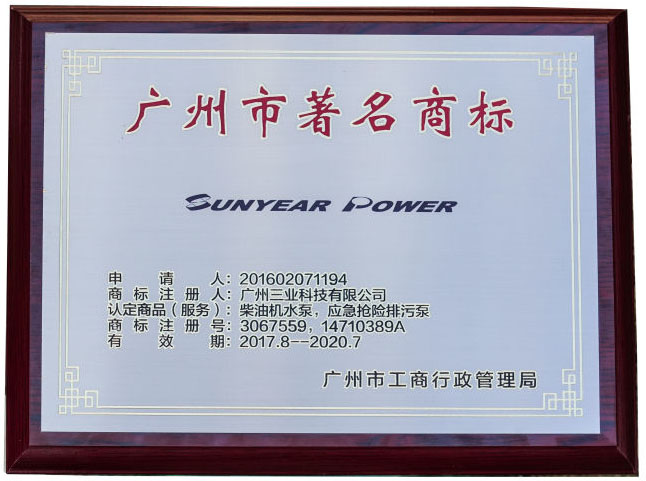 广州市著名商标
SUNYEAR POWER
申请人：201602071194
商标注册人：广州三业科技有限公司
认定商品（服务）：柴油机水泵，应急抢险排污泵
商标注册号：3067559，14710389A
有效期：2017.8--2020.7
广州市工商行政管理局